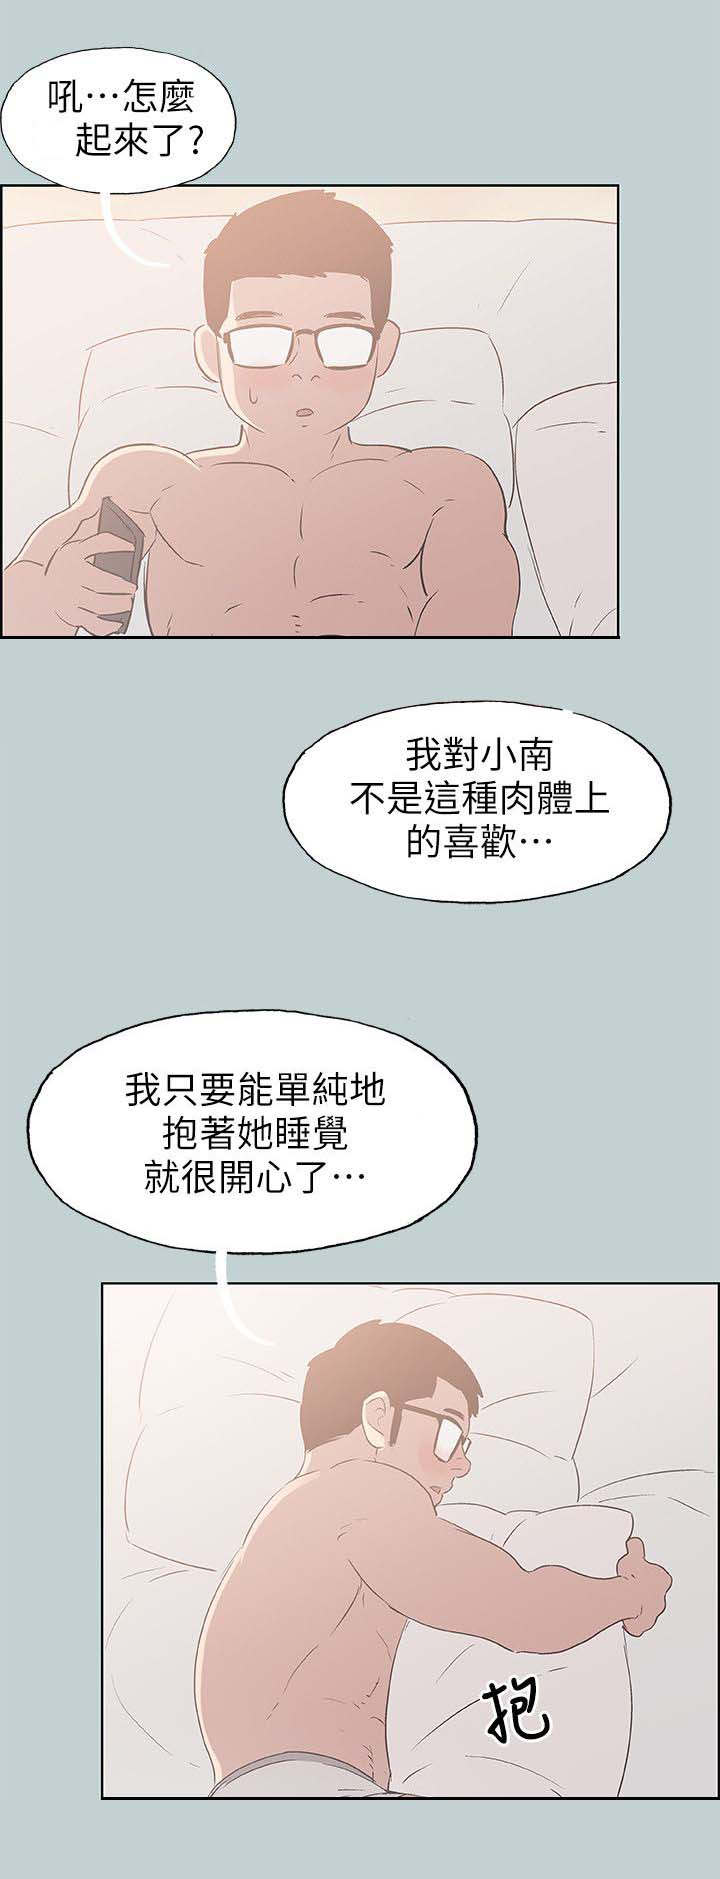 吼…怎麼
起來了?
我對小南
不是這種肉體上
的喜歡…
我只要能單純地
抱著她睡覺
就很開心了…
抱